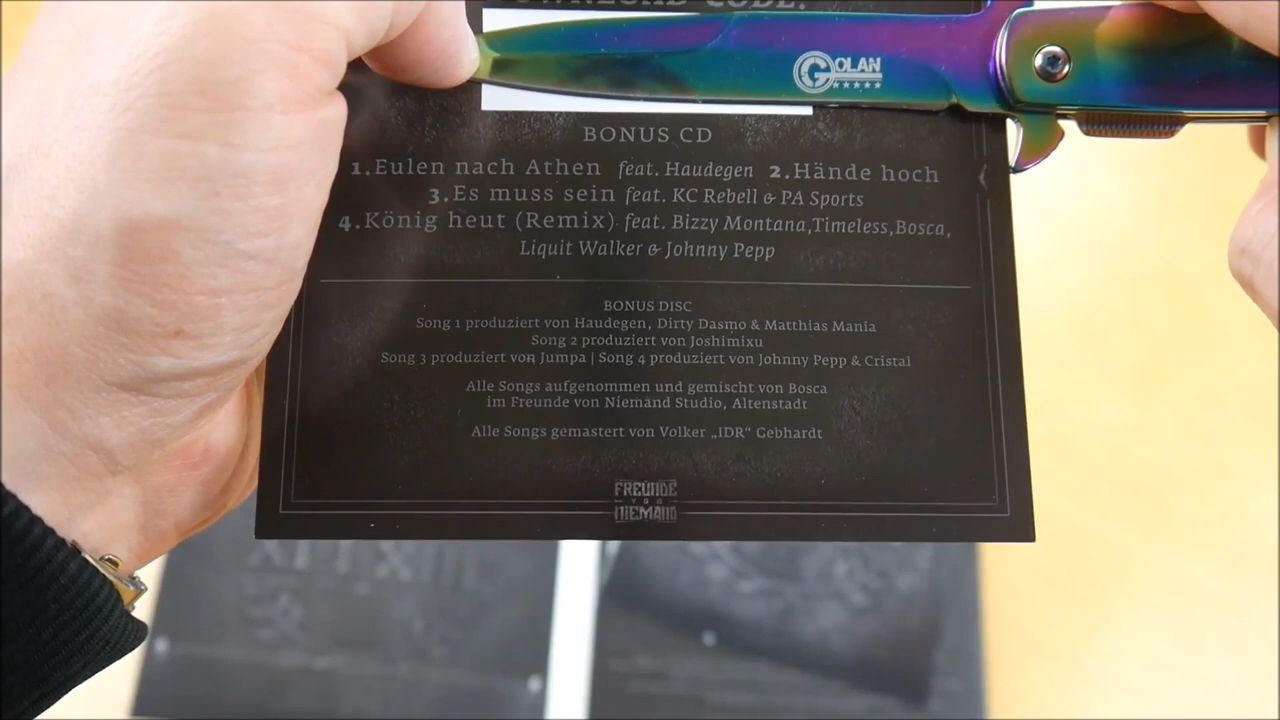 DOWNLOAD CODE:
GOLAN
BONUS CD
1.Eulen nach Athen feat. Haudegen 2.Hände hoch
3.Es muss sein feat. KC Rebell & PA Sports
4.König heut (Remix) feat. Bizzy Montana,Timeless,Bosca,
Liquit Walker & Johnny Pepp
BONUS DISC
Song 1 produziert von Haudegen, Dirty Dasmo & Matthias Mania
Song 2 produziert von Joshimixu
Song 3 produziert von Jumpa | Song 4 produziert von Johnny Pepp & Cristal
Alle Songs aufgenommen und gemischt von Bosca
im Freunde von Niemand Studio, Altenstadt
Alle Songs gemastert von Volker „IDR“ Gebhardt
FREUNDE
VON
NIEMAND